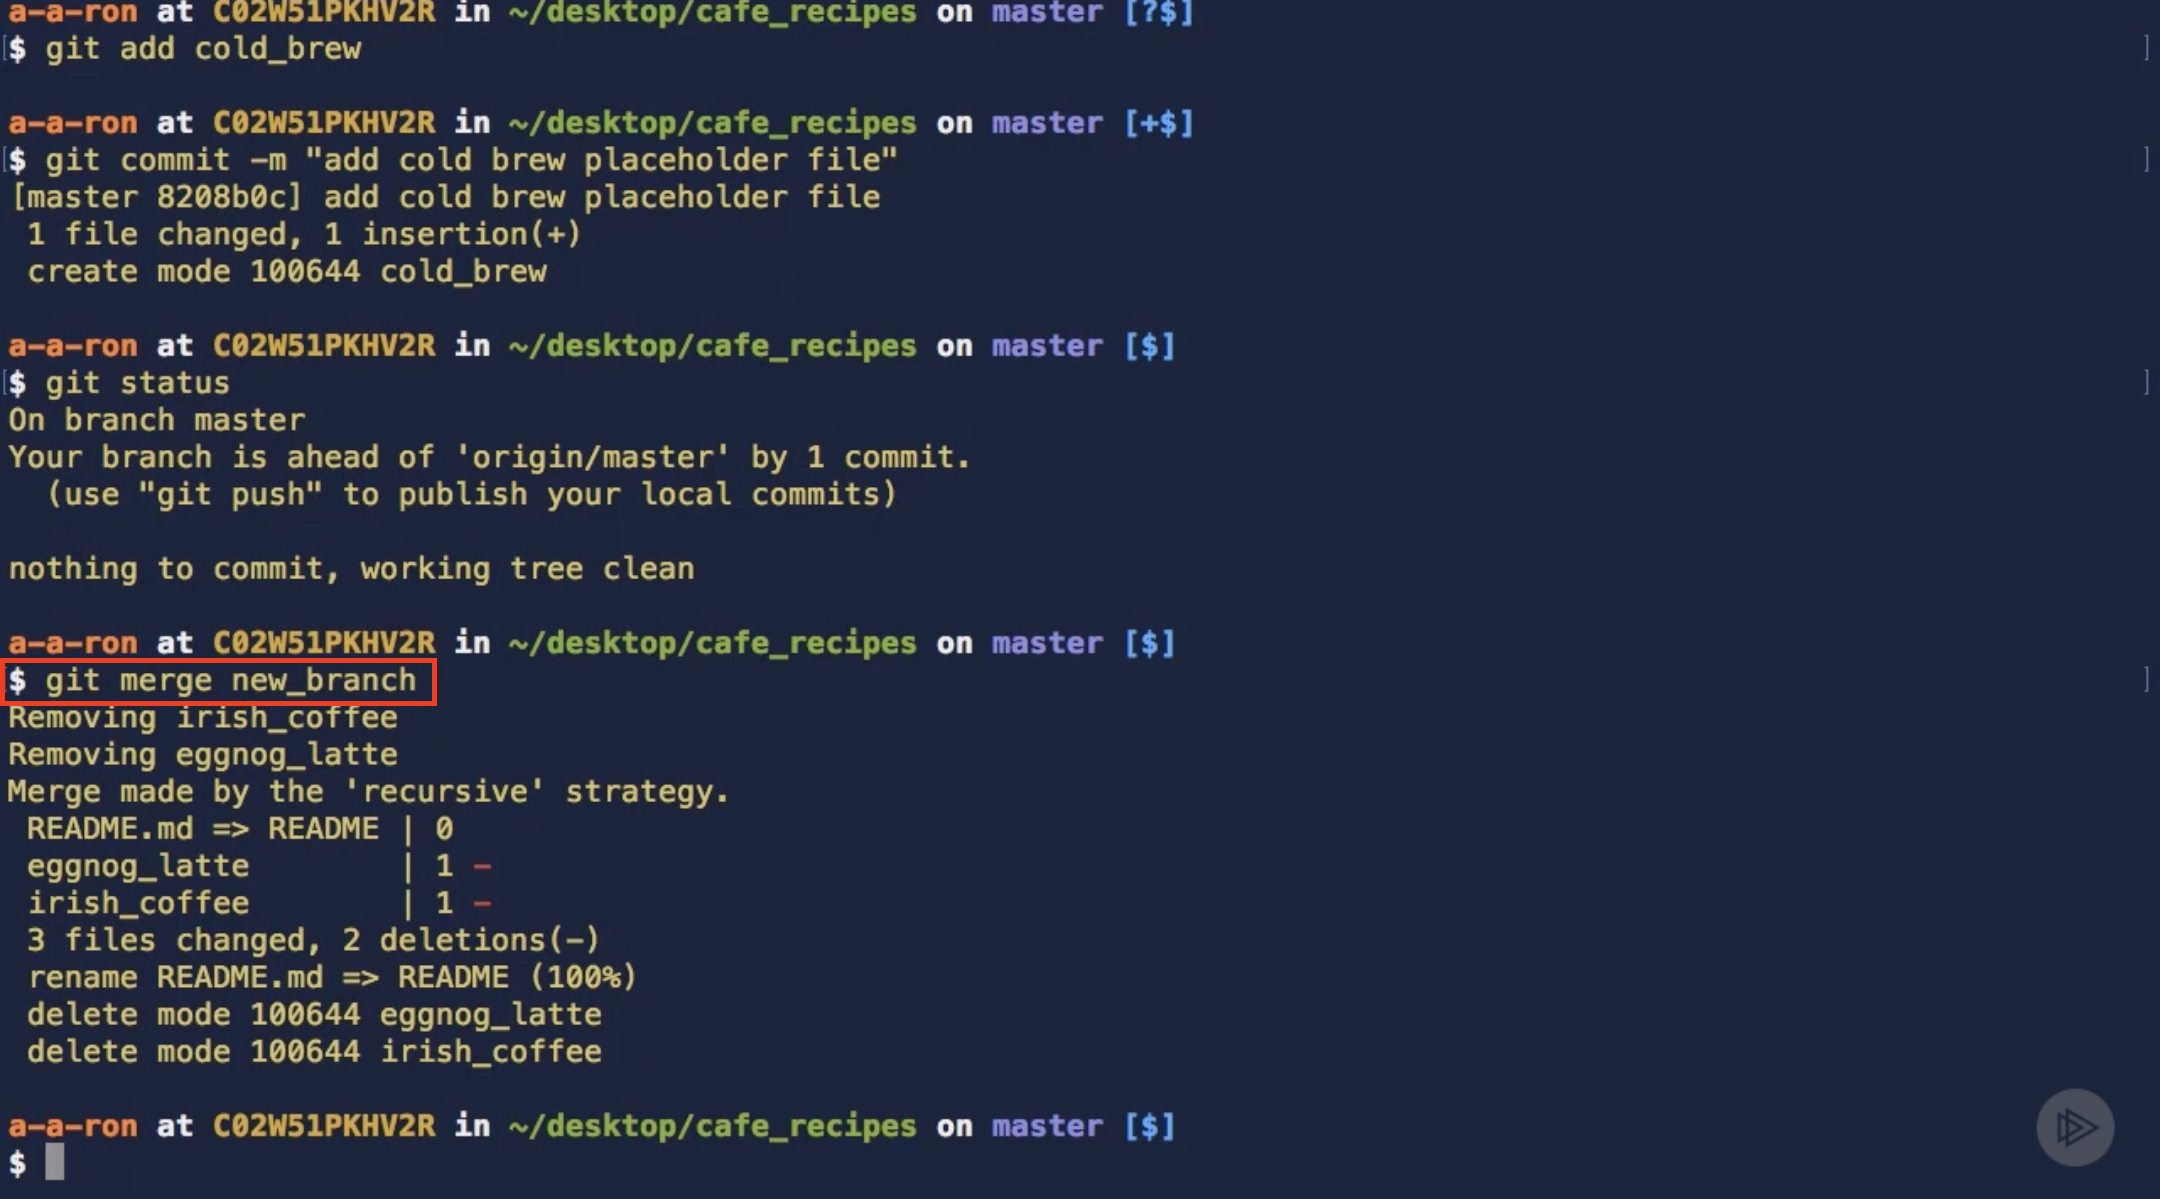 a-a-ron at C02W51PKHV2R in ~/desktop/cafe_recipes on master [?$]
[$ git add cold_brew ]
a-a-ron at C02W51PKHV2R in ~/desktop/cafe_recipes on master [+$]
[$ git commit -m "add cold brew placeholder file" ]
[master 8208b0c] add cold brew placeholder file
1 file changed, 1 insertion(+)
create mode 100644 cold_brew
a-a-ron at C02W51PKHV2R in ~/desktop/cafe_recipes on master [$]
[$ git status ]
On branch master
Your branch is ahead of 'origin/master' by 1 commit.
(use "git push" to publish your local commits)
nothing to commit, working tree clean
a-a-ron at C02W51PKHV2R in ~/desktop/cafe_recipes on master [$]
[$ git merge new_branch ]
Removing irish_coffee
Removing eggnog_latte
Merge made by the 'recursive' strategy.
README.md => README | 0
eggnog_latte | 1 -
irish_coffee | 1 -
3 files changed, 2 deletions(-)
rename README.md => README (100%)
delete mode 100644 eggnog_latte
delete mode 100644 irish_coffee
a-a-ron at C02W51PKHV2R in ~/desktop/cafe_recipes on master [$]
$